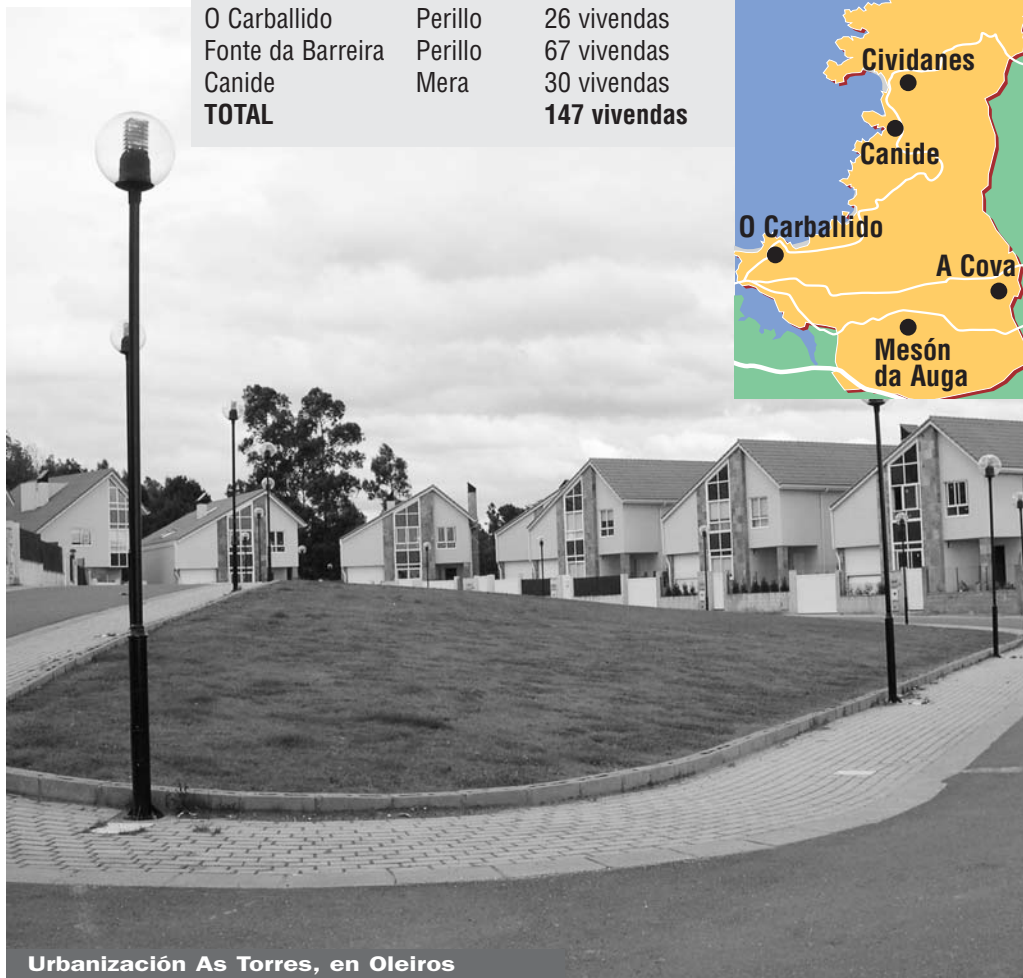 O Carballido Perillo 26 vivendas
Fonte da Barreira Perillo 67 vivendas
Canide Mera 30 vivendas
TOTAL 147 vivendas
Cividanes
Canide
O Carballido
A Cova
Mesón
da Auga
Urbanización As Torres, en Oleiros